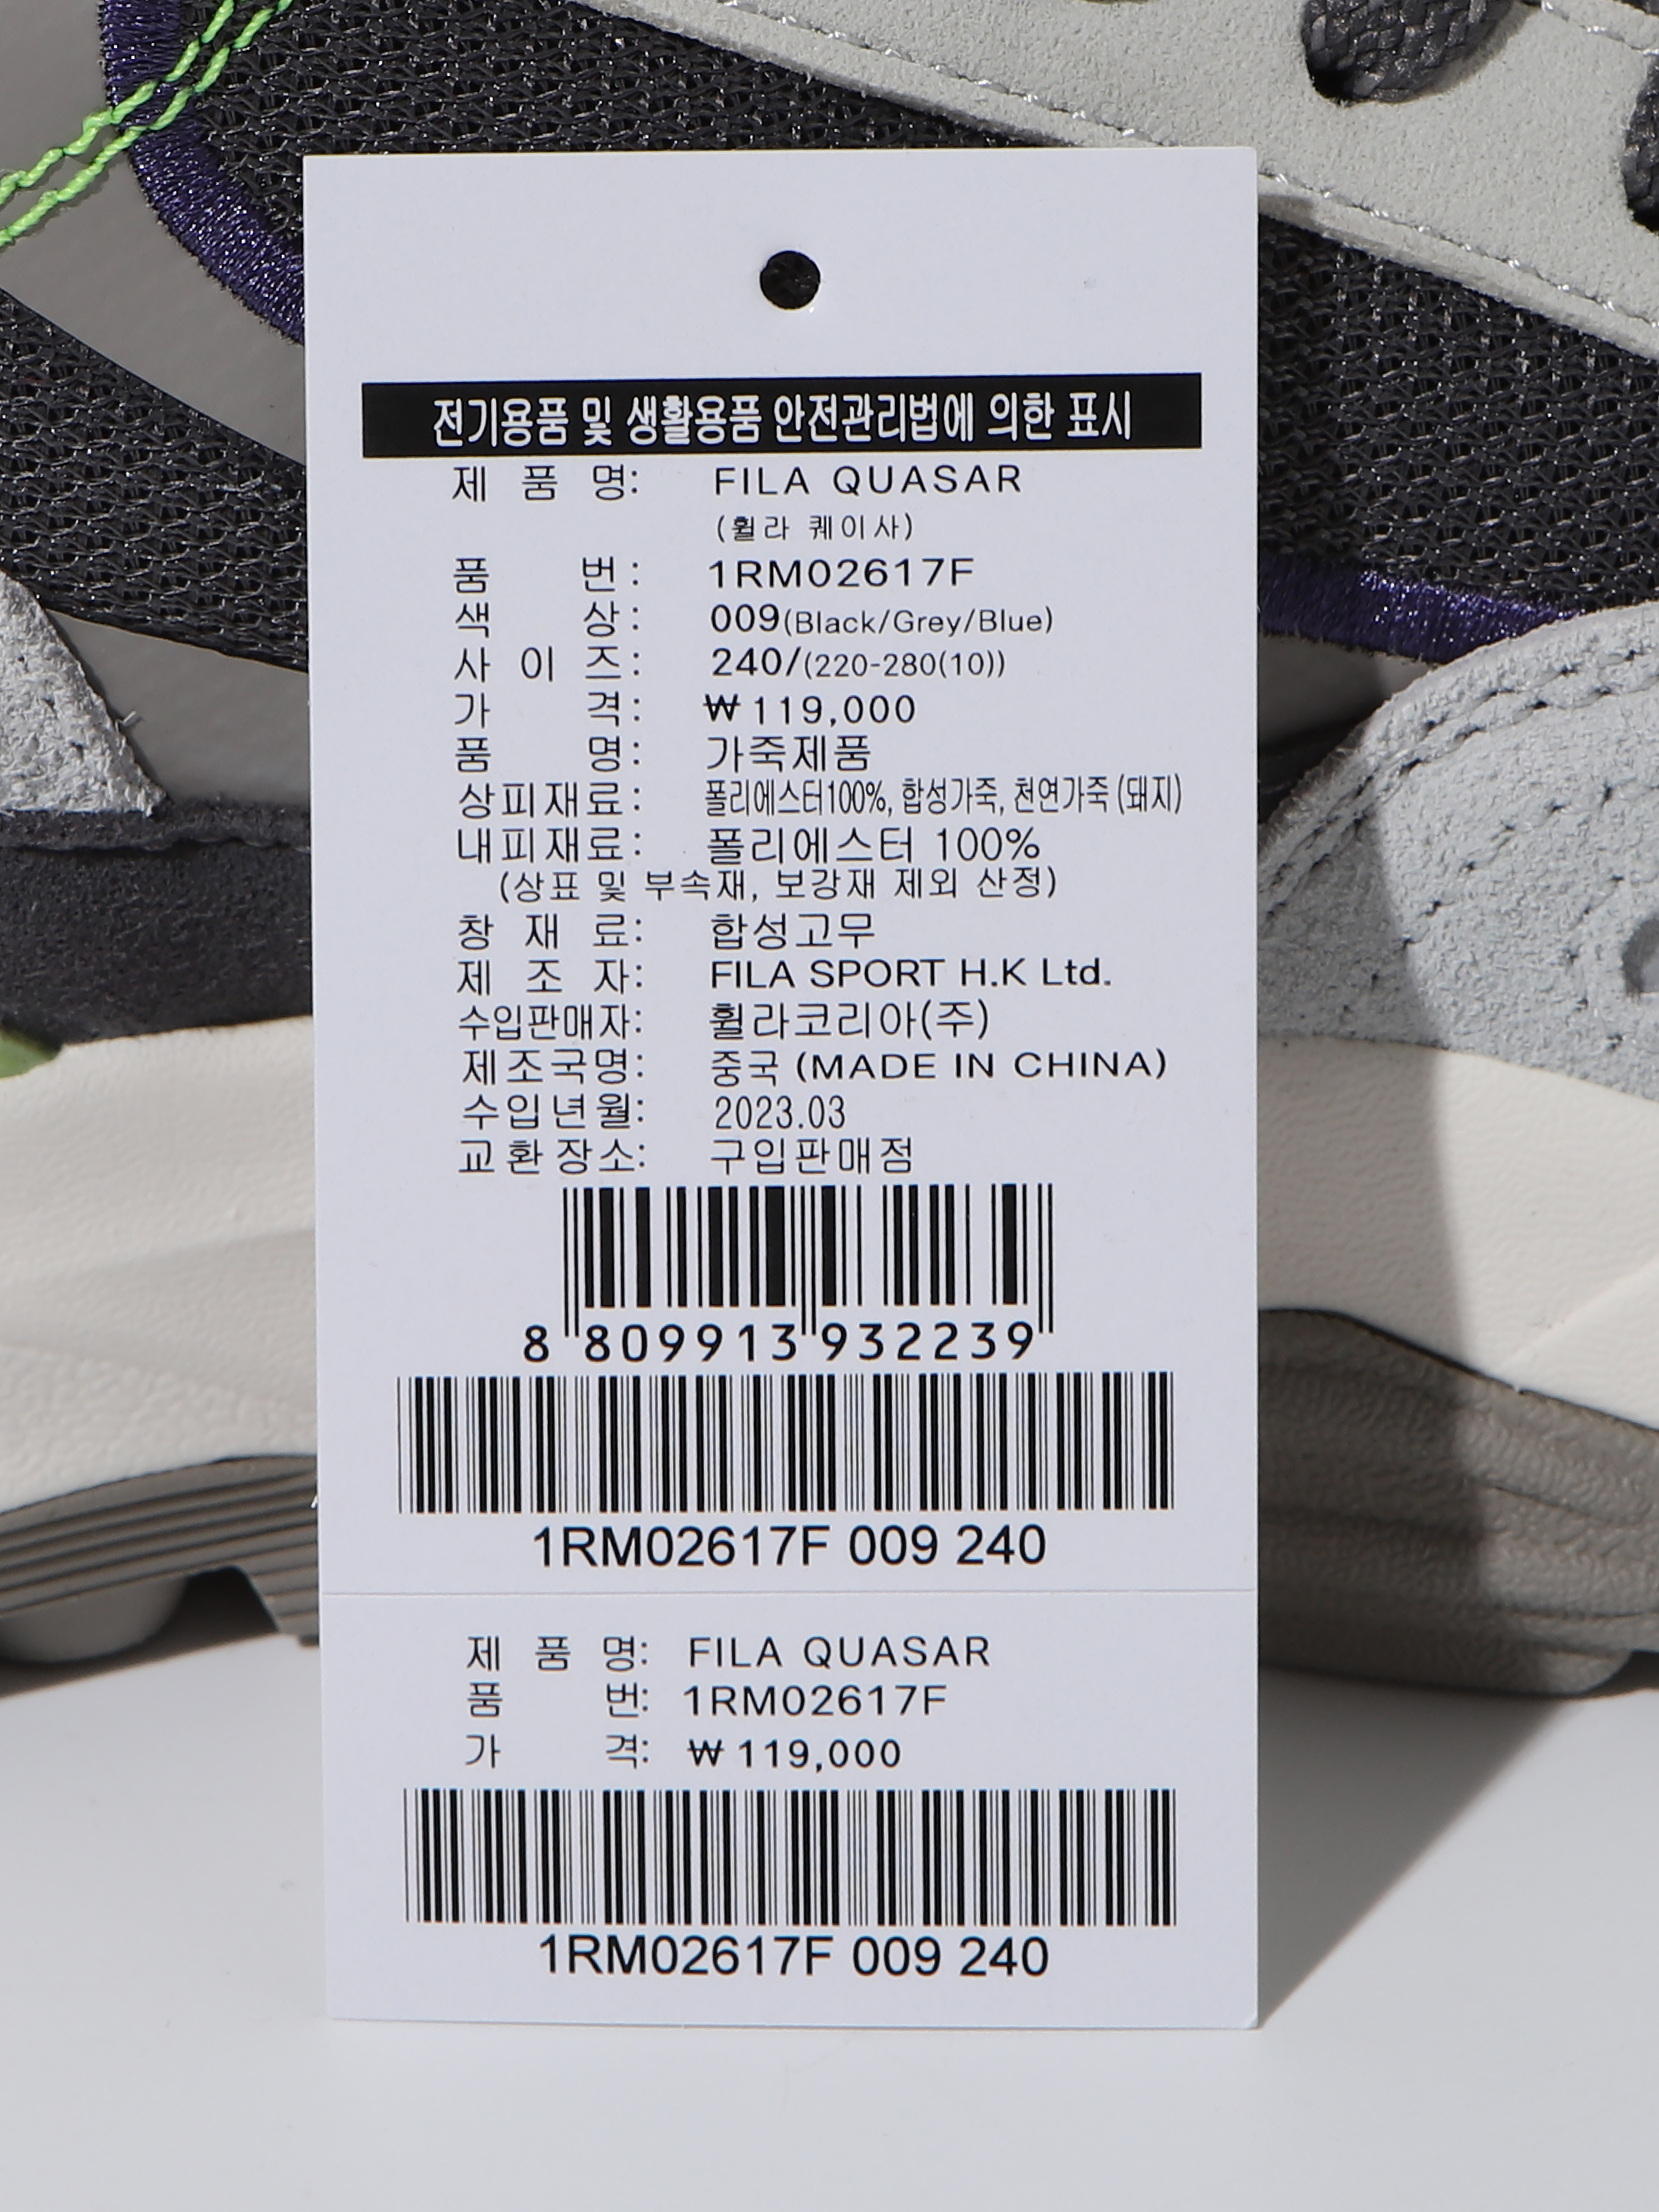 전기용품 및 생활용품 안전관리법에 의한 표시
제 품 명: FILA QUASAR
(휠라 퀘이사)
품 번: 1RM02617F
색 상: 009(Black/Grey/Blue)
사 이 즈: 240/(220-280(10))
가 격: ₩119,000
품 명: 가죽제품
상피재료: 폴리에스터100%, 합성가죽, 천연가죽 (돼지)
내피재료: 폴리에스터 100%
(상표 및 부속재, 보강재 제외 산정)
창 재 료: 합성고무
제 조 자: FILA SPORT H.K Ltd.
수입판매자: 휠라코리아(주)
제조국명: 중국 (MADE IN CHINA)
수입년월: 2023.03
교환장소: 구입판매점
8 809913 932239
1RM02617F 009 240
제 품 명: FILA QUASAR
품 번: 1RM02617F
가 격: ₩119,000
1RM02617F 009 240